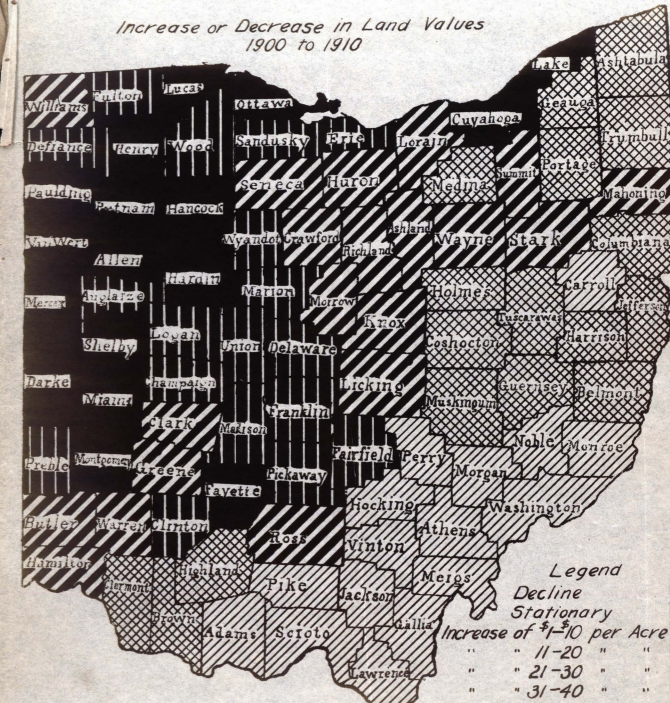 Increase or Decrease in Land Values
1900 to 1910
Lake
Ashtabula
Geauga
Lucas
Fulton
Williams
Ottawa
Cuyahoga
Erie
Lorain
Sandusky
Wood
Henry
Defiance
Trumbull
Portage
Summit
Medina
Huron
Seneca
Mahoning
Paulding
Putnam
Hancock
Ashland
Wayne
Stark
Columbiana
Wyandot
Crawford
Richland
Van Wert
Allen
Hardin
Carroll
Marion
Morrow
Holmes
Mercer
Auglaize
Knox
Tuscarawas
Jefferson
Logan
Union
Delaware
Coshocton
Harrison
Shelby
Darke
Champaign
Licking
Guernsey
Belmont
Miami
Muskingum
Franklin
Clark
Madison
Noble
Monroe
Fairfield
Perry
Preble
Montgomery
Greene
Pickaway
Morgan
Fayette
Washington
Hocking
Butler
Warren
Clinton
Ross
Athens
Vinton
Hamilton
Highland
Meigs
Clermont
Pike
Jackson
Brown
Gallia
Adams
Scioto
Lawrence
Legend
Decline
Stationary
Increase of $1-$10 per Acre
" " 11-20 " "
" " 21-30 " "
" " 31-40 " "